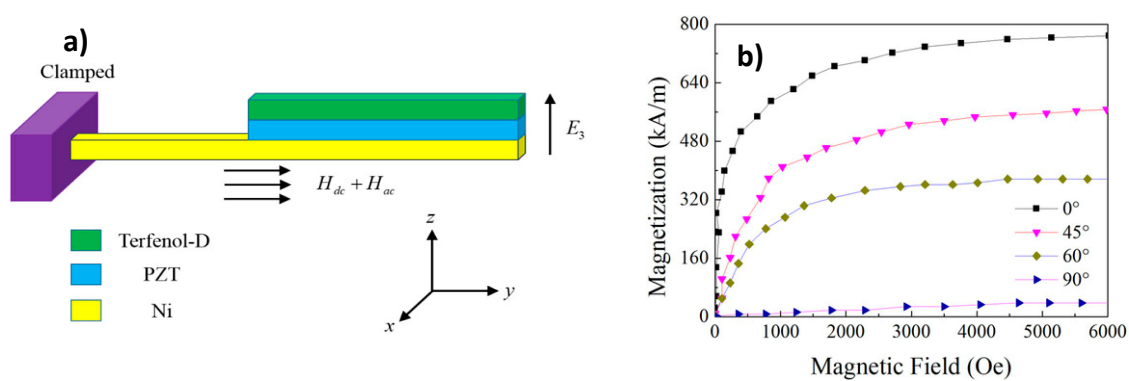 a)
Clamped
E₃
H_dc + H_ac
Terfenol-D
PZT
Ni
z
y
x
b)
Magnetization (kA/m)
800
640
480
320
160
0
0 1000 2000 3000 4000 5000 6000
Magnetic Field (Oe)
0°
45°
60°
90°